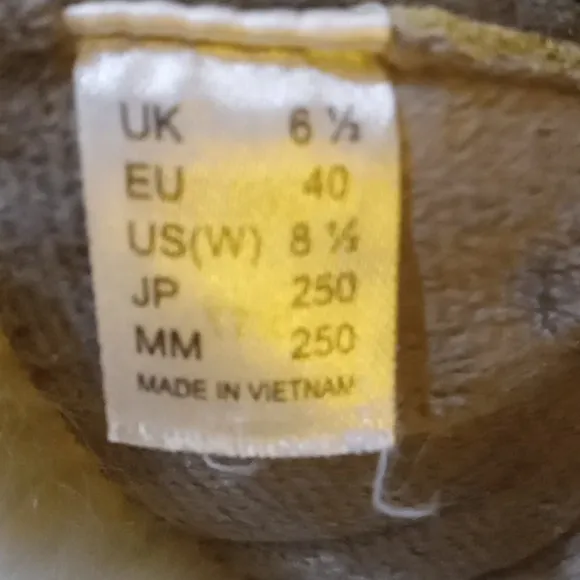 UK 6 ½
EU 40
US(W) 8 ½
JP 250
MM 250
MADE IN VIETNAM